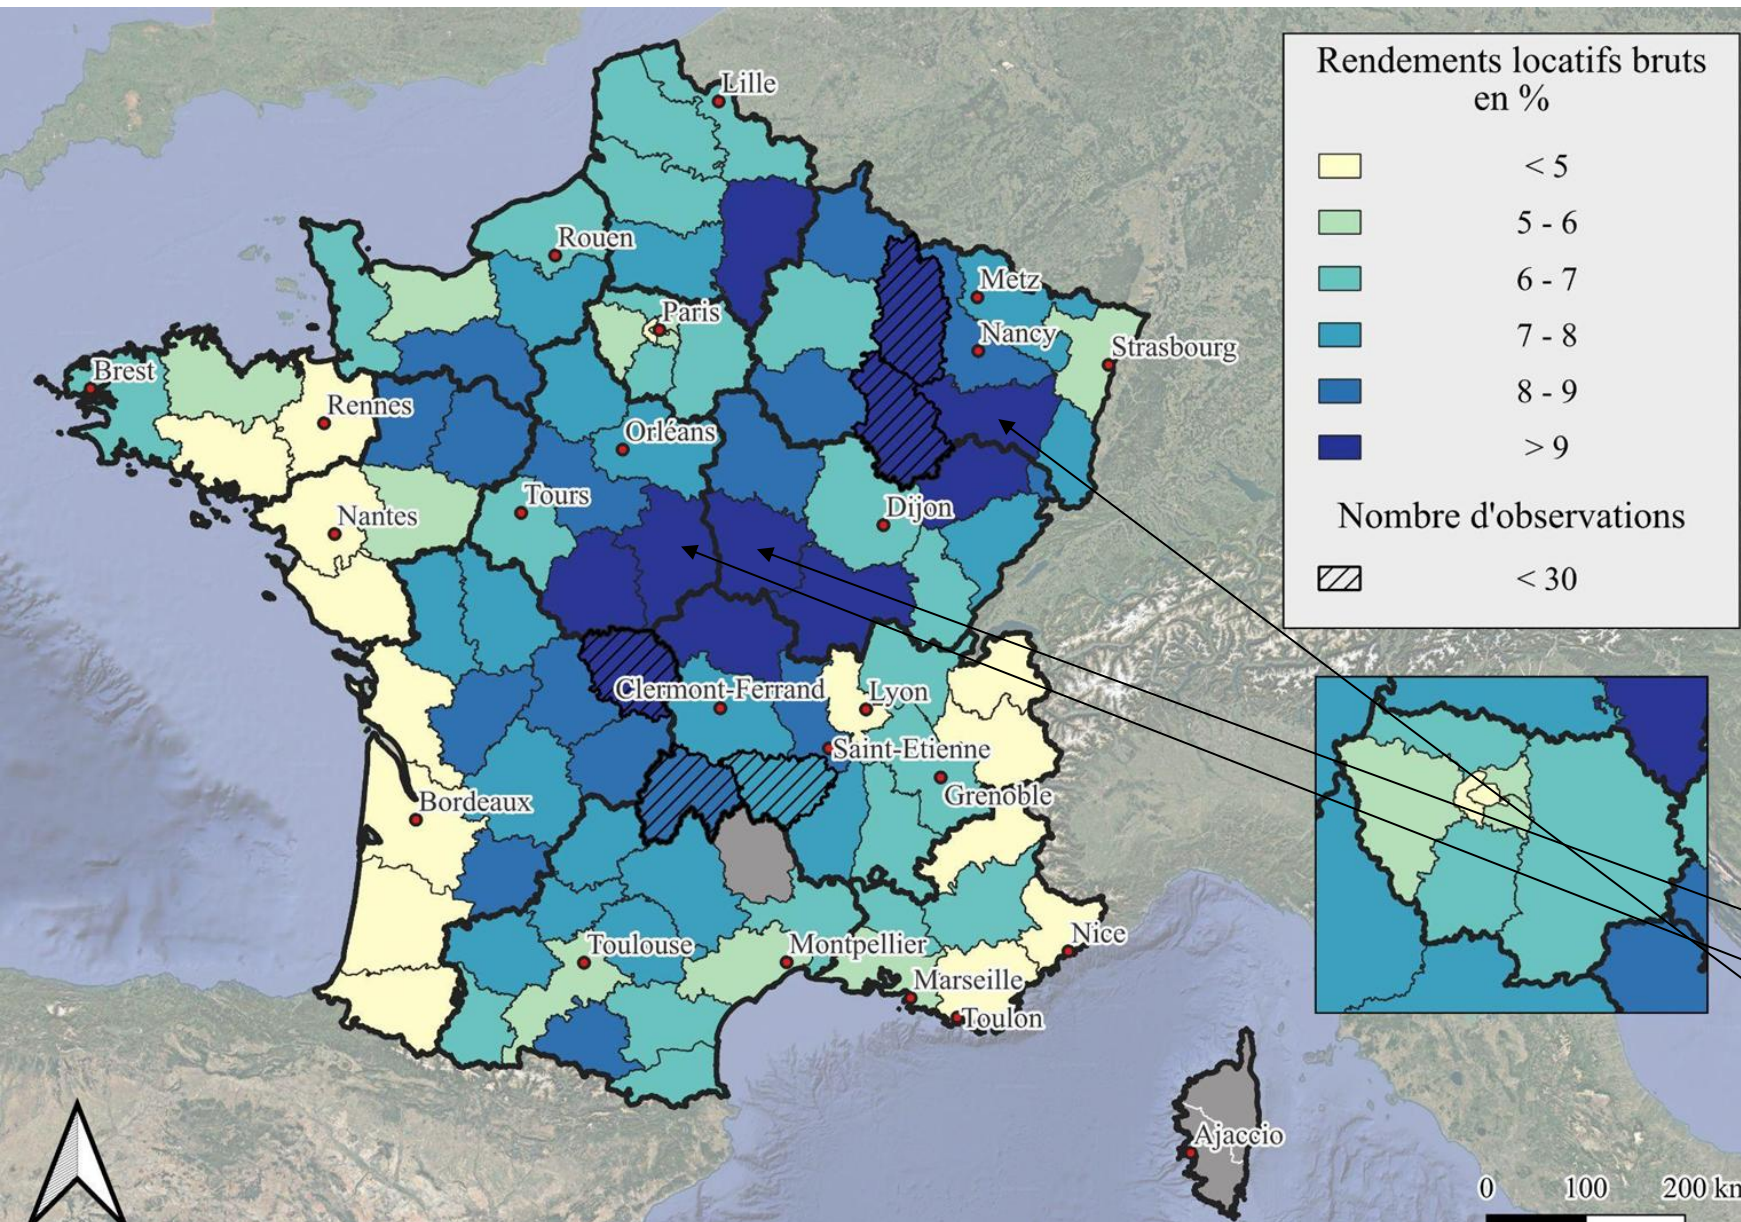 Rendements locatifs bruts
en %
< 5
5 - 6
6 - 7
7 - 8
8 - 9
> 9
Nombre d'observations
< 30
Lille
Rouen
Metz
Paris
Nancy
Strasbourg
Brest
Rennes
Orléans
Tours
Dijon
Nantes
Clermont-Ferrand
Lyon
Saint-Etienne
Grenoble
Bordeaux
Nice
Toulouse
Montpellier
Marseille
Toulon
Ajaccio
0 100 200 km